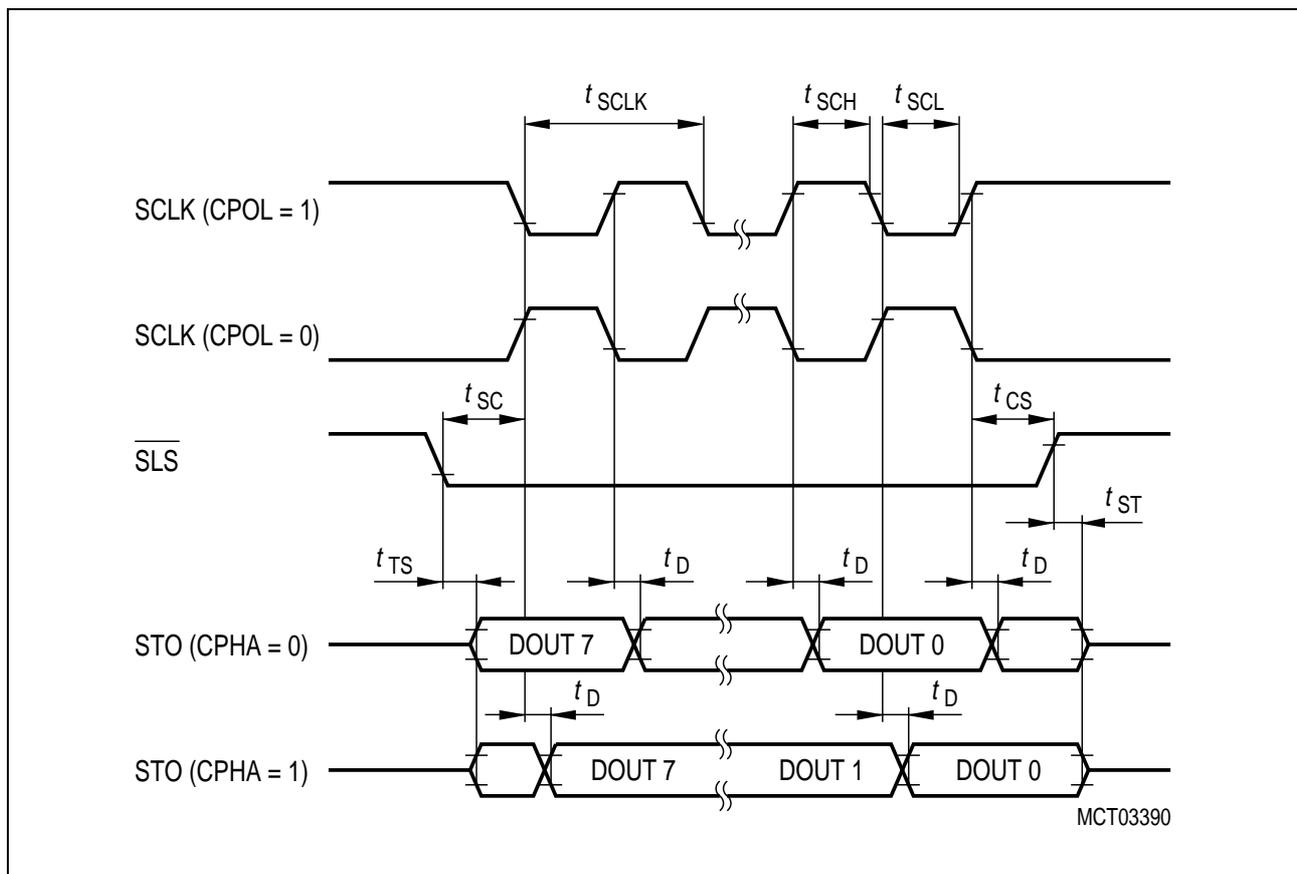 t SCLK
t SCH
t SCL
SCLK (CPOL = 1)
SCLK (CPOL = 0)
t SC
t CS
SLS
t ST
t TS
t D
t D
t D
STO (CPHA = 0)
DOUT 7
DOUT 0
t D
t D
STO (CPHA = 1)
DOUT 7
DOUT 1
DOUT 0
MCT03390